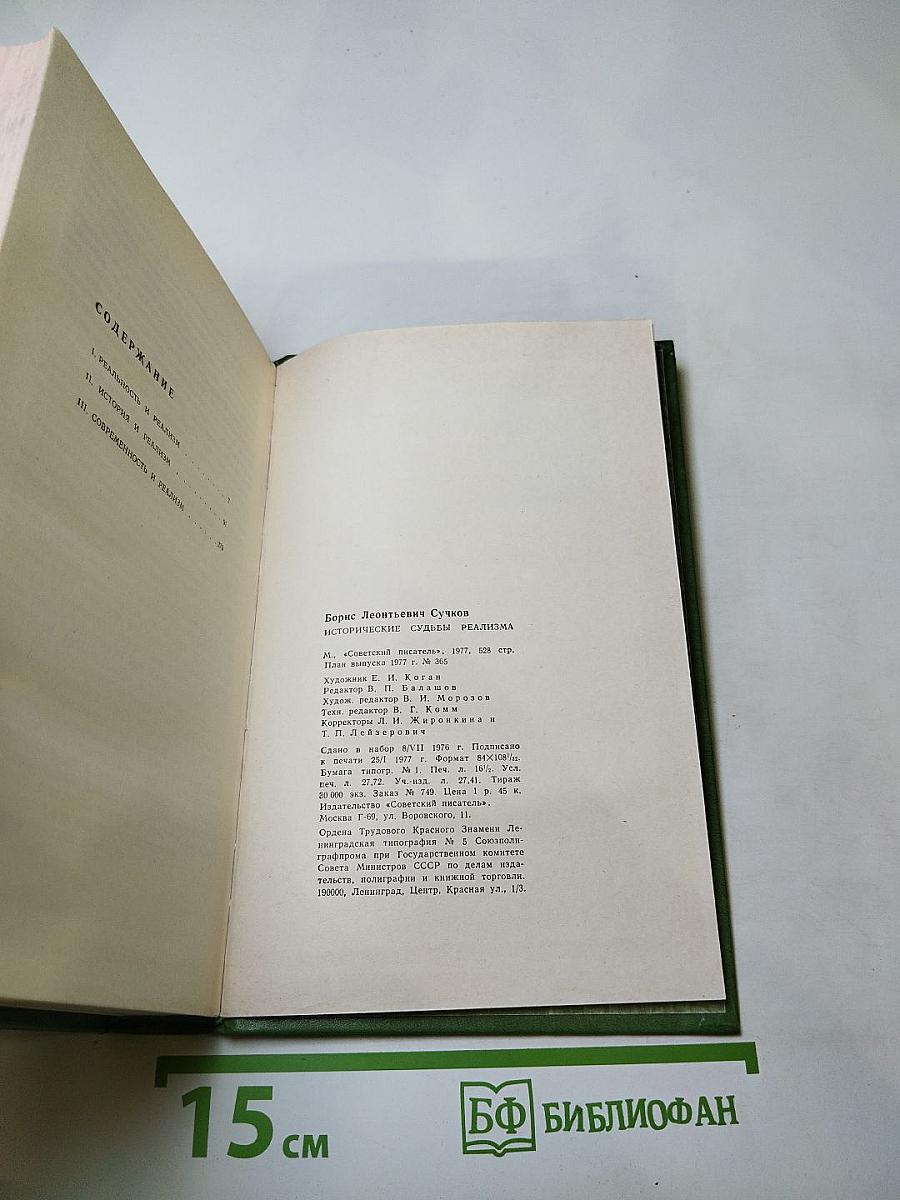 СОДЕРЖАНИЕ
I. РЕАЛЬНОСТЬ И РЕАЛИЗМ
II. ИСТОРИЯ И РЕАЛИЗМ
III. СОВРЕМЕННОСТЬ И РЕАЛИЗМ
Борис Леонтьевич Сучков
ИСТОРИЧЕСКИЕ СУДЬБЫ РЕАЛИЗМА
М., «Советский писатель», 1977, 528 стр.
План выпуска 1977 г. № 365
Художник Е. И. Коган
Редактор В. П. Балашов
Худож. редактор В. И. Морозов
Техн. редактор В. Г. Комм
Корректоры Л. И. Жиронкина и
Т. П. Лейзерович
Сдано в набор 8/VII 1976 г. Подписано
к печати 25/I 1977 г. Формат 84×108¹/₃₂.
Бумага типогр. № 1. Печ. л. 16¹/₂. Усл.
печ. л. 27,72. Уч.-изд. л. 27,41. Тираж
30 000 экз. Заказ № 749. Цена 1 р. 45 к.
Издательство «Советский писатель»,
Москва Г-69, ул. Воровского, 11.
Ордена Трудового Красного Знамени Ле-
нинградская типография № 5 Союзполи-
графпрома при Государственном комитете
Совета Министров СССР по делам изда-
тельств, полиграфии и книжной торговли.
190000, Ленинград, Центр, Красная ул., 1/3.
15 см
БФ БИБЛИОФАН